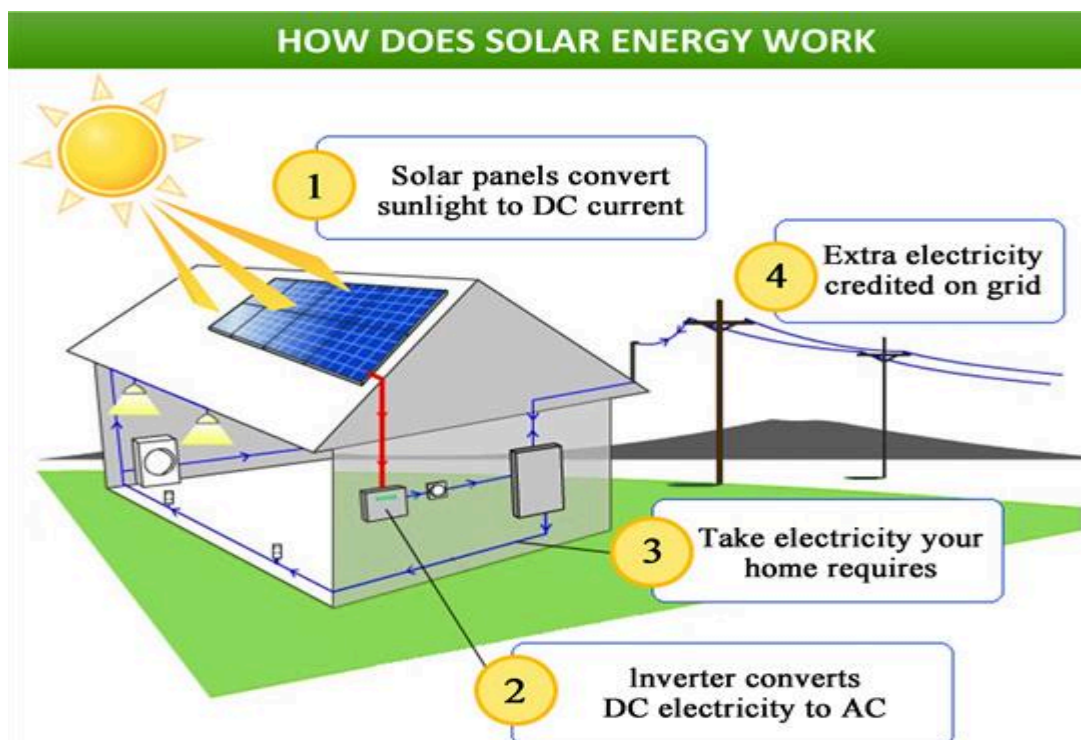 HOW DOES SOLAR ENERGY WORK
1
Solar panels convert
sunlight to DC current
4
Extra electricity
credited on grid
3
Take electricity your
home requires
2
Inverter converts
DC electricity to AC